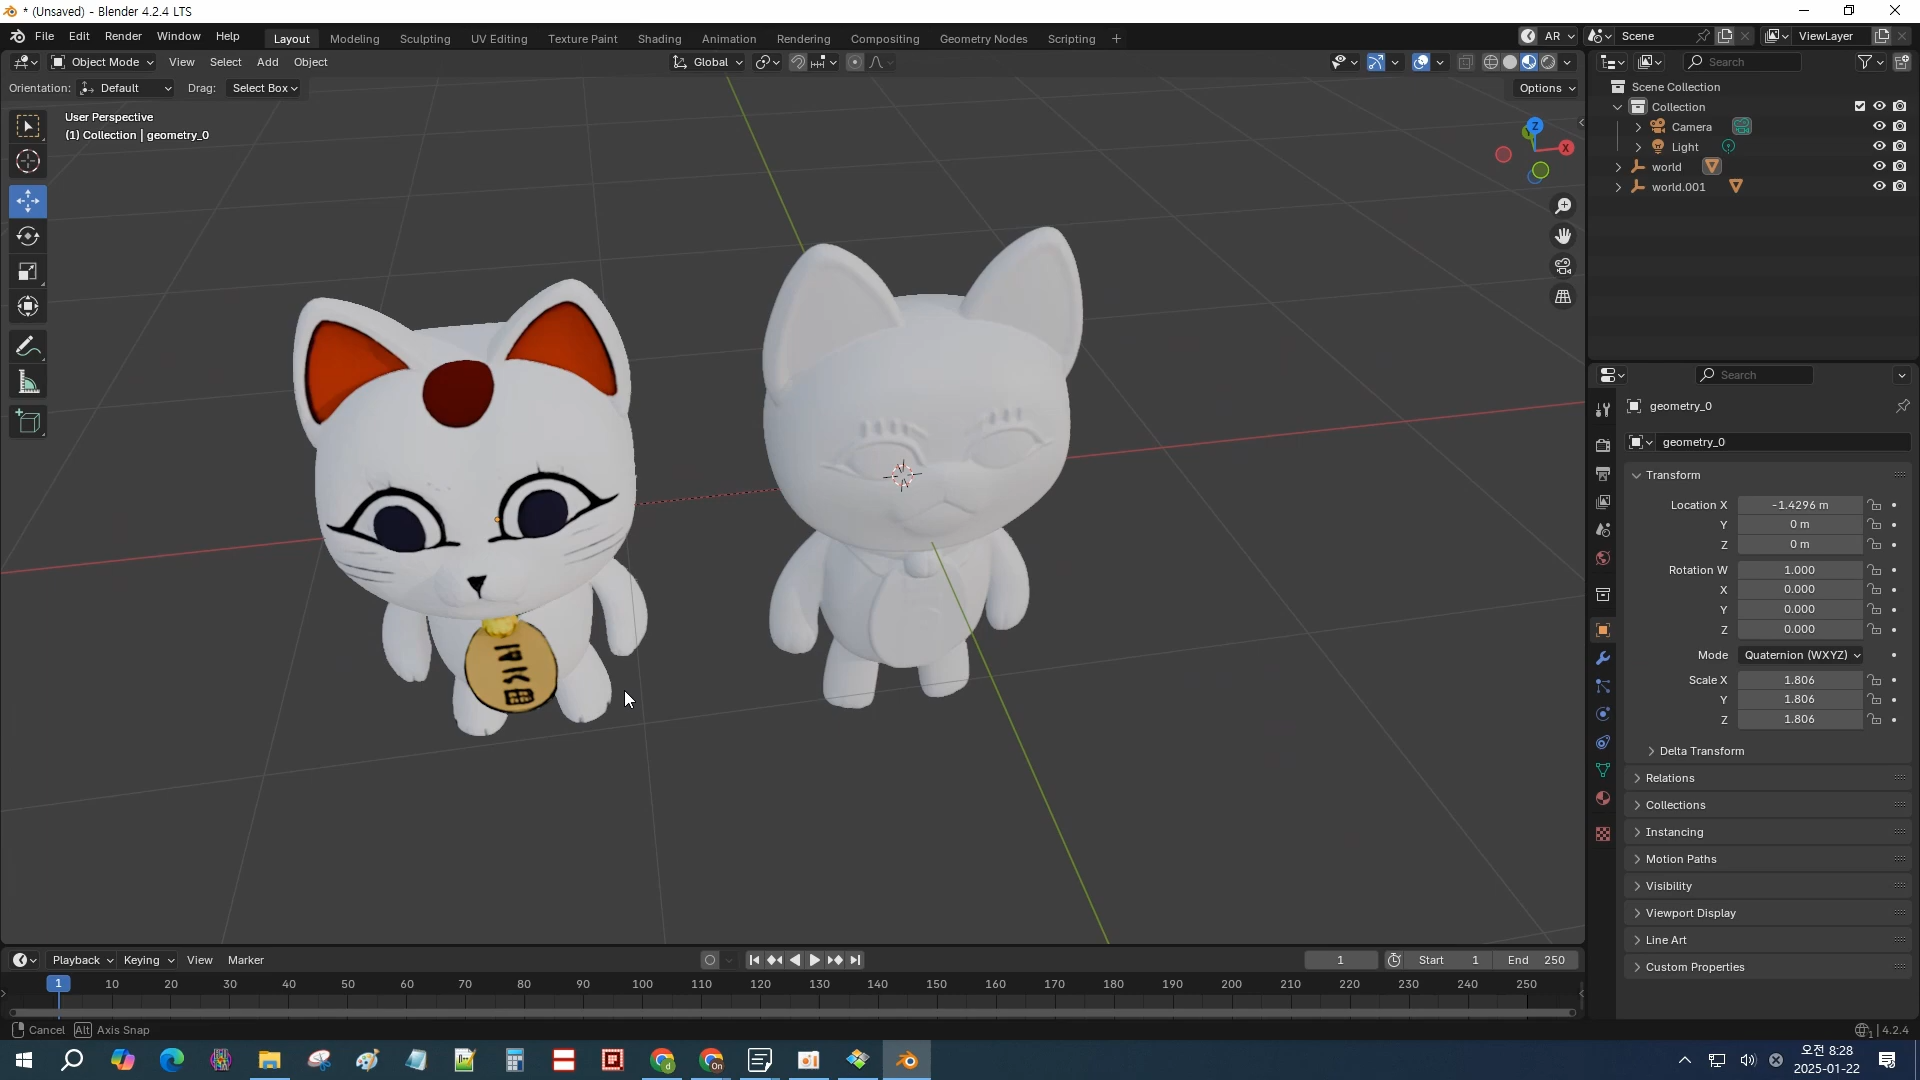 * (Unsaved) - Blender 4.2.4 LTS
File Edit Render Window Help
Layout Modeling Sculpting UV Editing Texture Paint Shading Animation Rendering Compositing Geometry Nodes Scripting +
AR Scene ViewLayer
Object Mode View Select Add Object
Global
Search
Orientation: Default Drag: Select Box
Options
User Perspective
(1) Collection | geometry_0
Z
X
Y
Scene Collection
Collection
Camera
Light
world
world.001
Search
geometry_0
geometry_0
Transform
Location X -1.4296 m
Y 0 m
Z 0 m
Rotation W 1.000
X 0.000
Y 0.000
Z 0.000
Mode Quaternion (WXYZ)
Scale X 1.806
Y 1.806
Z 1.806
Delta Transform
Relations
Collections
Instancing
Motion Paths
Visibility
Viewport Display
Line Art
Custom Properties
Playback Keying View Marker
1 Start 1 End 250
1 10 20 30 40 50 60 70 80 90 100 110 120 130 140 150 160 170 180 190 200 210 220 230 240 250
Cancel Alt Axis Snap
4.2.4
오전 8:28
2025-01-22